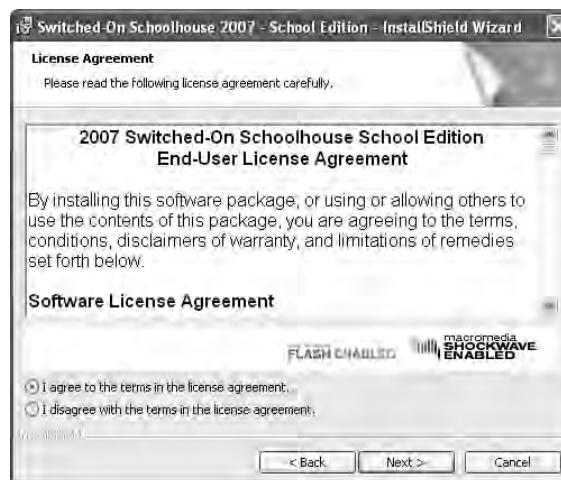 Switched-On Schoolhouse 2007 - School Edition - InstallShield Wizard
License Agreement
Please read the following license agreement carefully.
2007 Switched-On Schoolhouse School Edition
End-User License Agreement
By installing this software package, or using or allowing others to
use the contents of this package, you are agreeing to the terms,
conditions, disclaimers of warranty, and limitations of remedies
set forth below.
Software License Agreement
FLASH ENABLED
macromedia
SHOCKWAVE
ENABLED
I agree to the terms in the license agreement.
I disagree with the terms in the license agreement.
InstallShield
< Back
Next >
Cancel